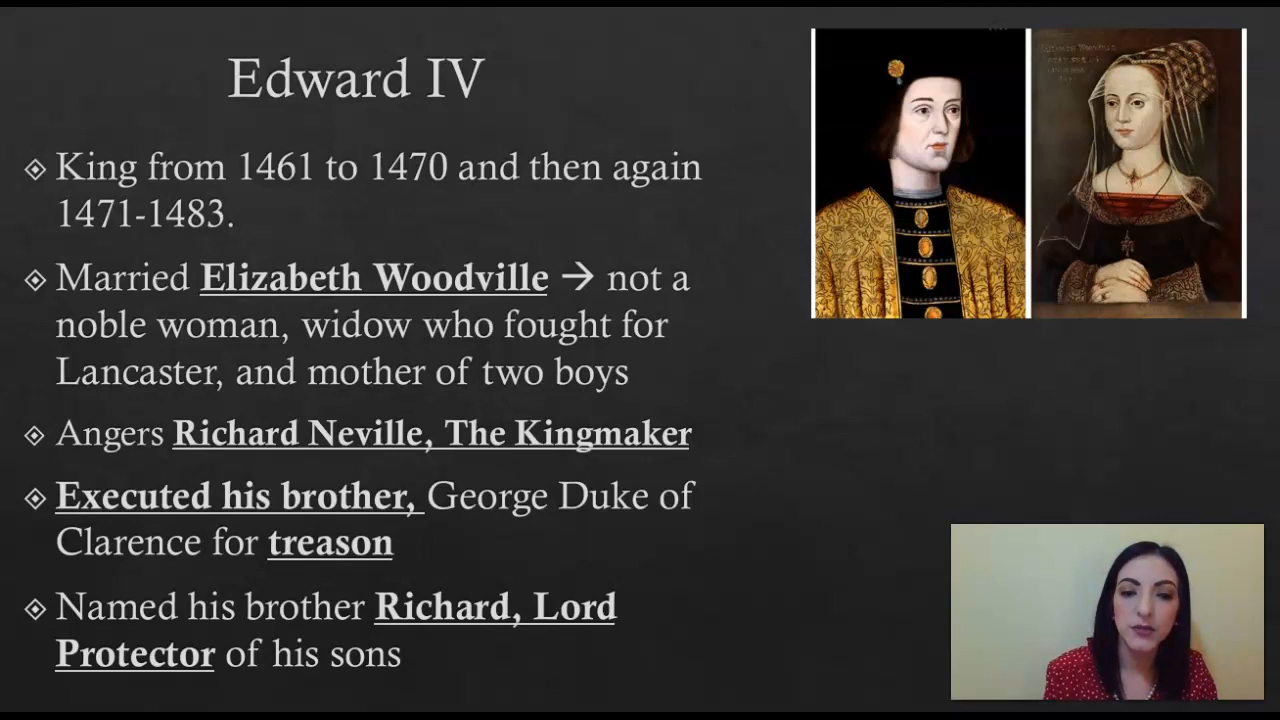 Edward IV
King from 1461 to 1470 and then again
1471-1483.
Married Elizabeth Woodville → not a
noble woman, widow who fought for
Lancaster, and mother of two boys
Angers Richard Neville, The Kingmaker
Executed his brother, George Duke of
Clarence for treason
Named his brother Richard, Lord
Protector of his sons